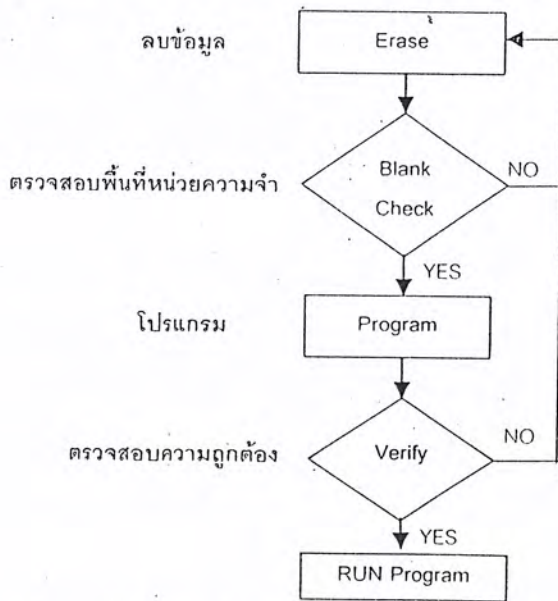 ลบข้อมูล
Erase
ตรวจสอบพื้นที่หน่วยความจำ
Blank
Check
NO
YES
โปรแกรม
Program
ตรวจสอบความถูกต้อง
Verify
NO
YES
RUN Program